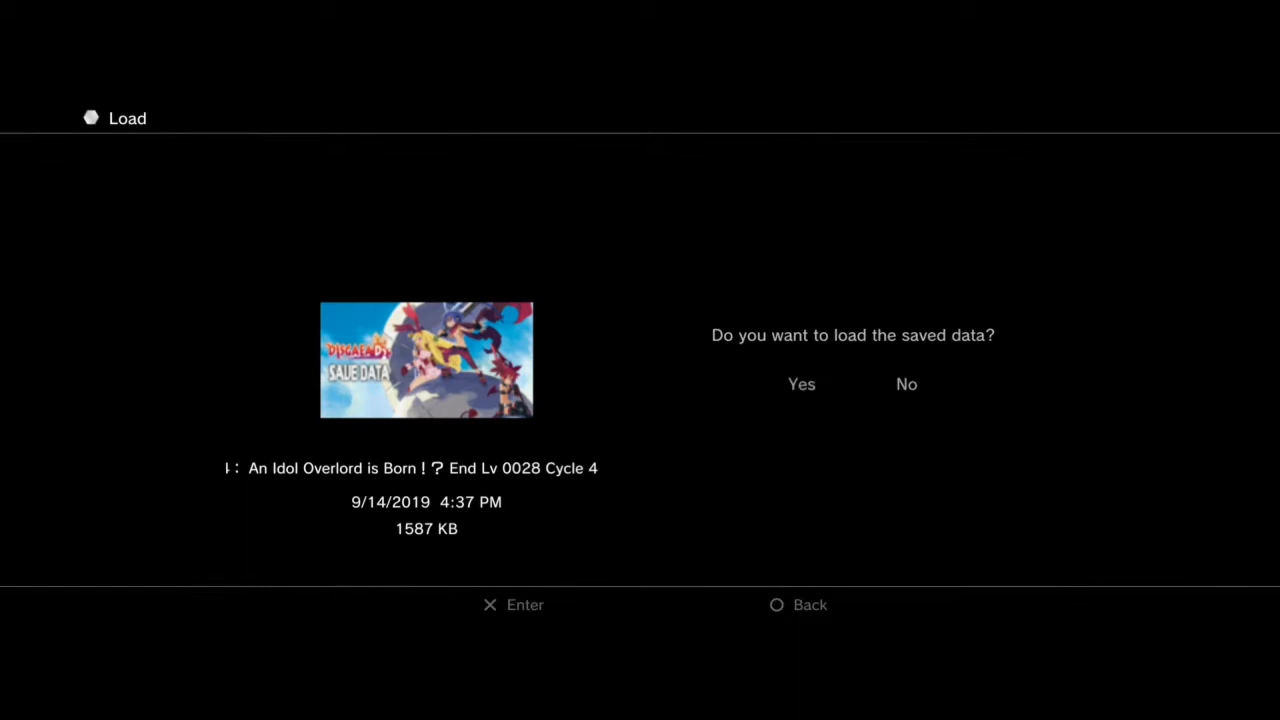 Load
DISGAEA D2
SAVE DATA
Do you want to load the saved data?
Yes No
: An Idol Overlord is Born!? End Lv 0028 Cycle 4
9/14/2019 4:37 PM
1587 KB
Enter Back